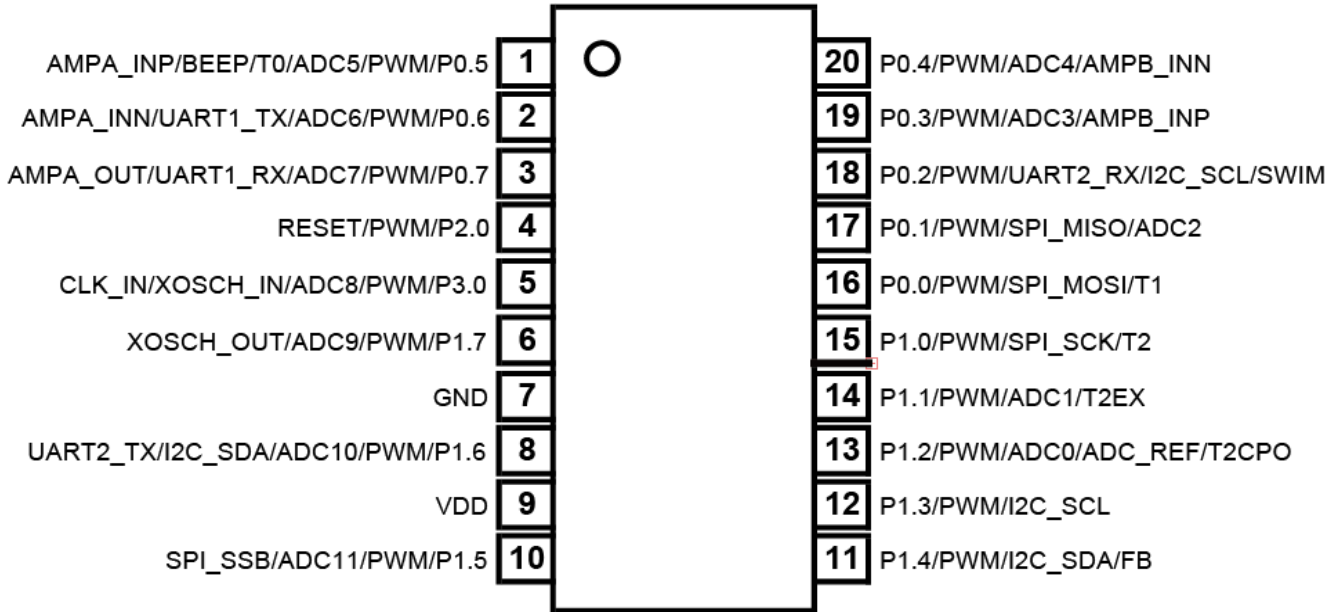 AMPA_INP/BEEP/T0/ADC5/PWM/P0.5 1 20 P0.4/PWM/ADC4/AMPB_INN
AMPA_INN/UART1_TX/ADC6/PWM/P0.6 2 19 P0.3/PWM/ADC3/AMPB_INP
AMPA_OUT/UART1_RX/ADC7/PWM/P0.7 3 18 P0.2/PWM/UART2_RX/I2C_SCL/SWIM
RESET/PWM/P2.0 4 17 P0.1/PWM/SPI_MISO/ADC2
CLK_IN/XOSCH_IN/ADC8/PWM/P3.0 5 16 P0.0/PWM/SPI_MOSI/T1
XOSCH_OUT/ADC9/PWM/P1.7 6 15 P1.0/PWM/SPI_SCK/T2
GND 7 14 P1.1/PWM/ADC1/T2EX
UART2_TX/I2C_SDA/ADC10/PWM/P1.6 8 13 P1.2/PWM/ADC0/ADC_REF/T2CPO
VDD 9 12 P1.3/PWM/I2C_SCL
SPI_SSB/ADC11/PWM/P1.5 10 11 P1.4/PWM/I2C_SDA/FB